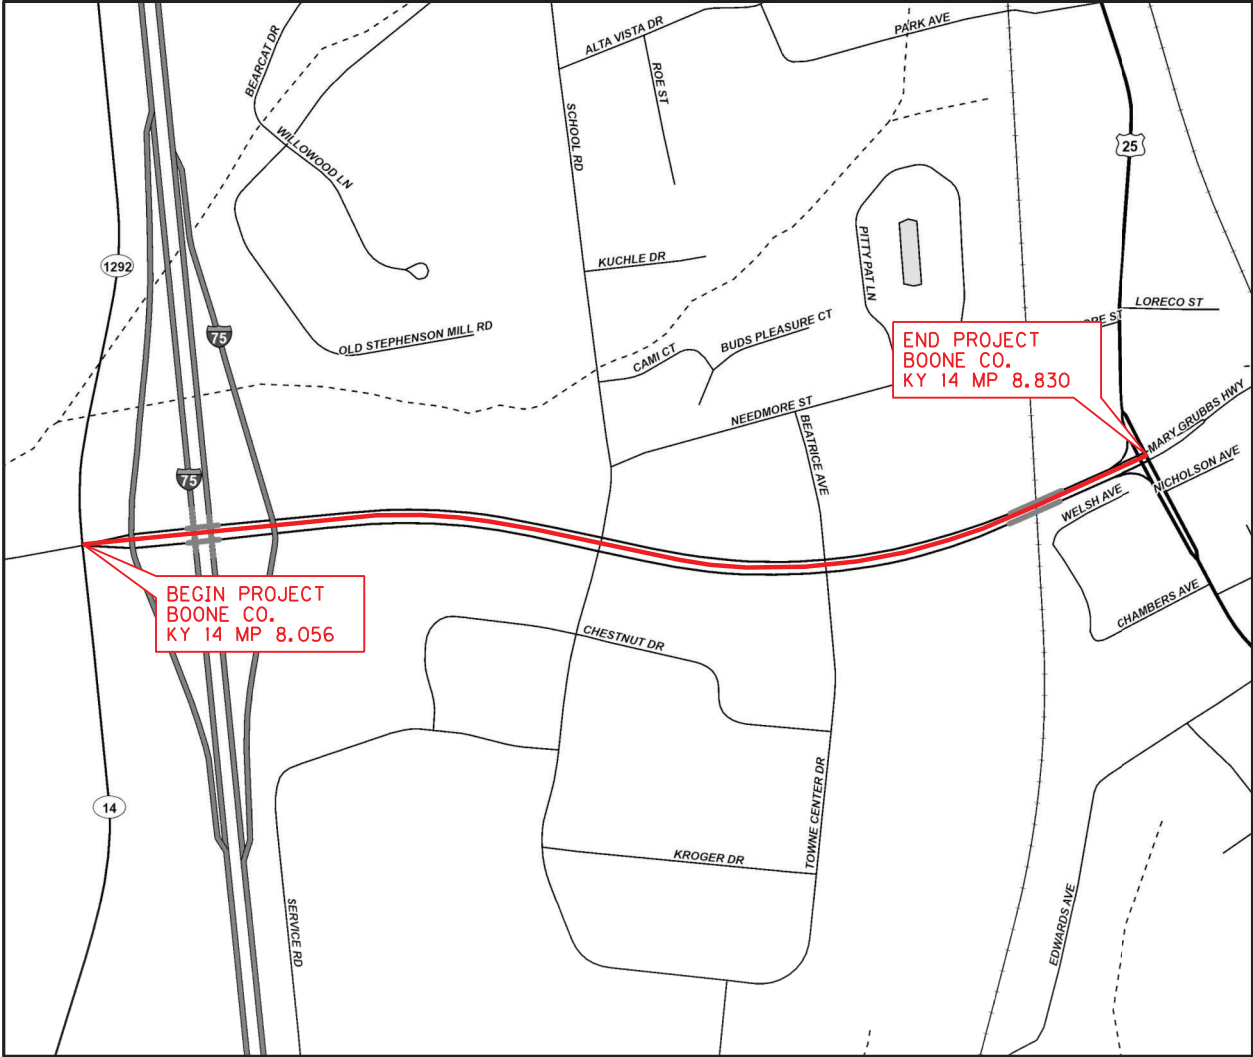 ALTA VISTA DR
PARK AVE
BEARCAT DR
ROE ST
SCHOOL RD
25
WILLOWOOD LN
PITTY PAT LN
KUCHLE DR
1292
LORECO ST
75
OLD STEPHENSON MILL RD
BUDS PLEASURE CT
CAMI CT
ST
END PROJECT
BOONE CO.
KY 14 MP 8.830
NEEDMORE ST
BEATRICE AVE
MARY GRUBBS HWY
NICHOLSON AVE
75
WELSH AVE
BEGIN PROJECT
BOONE CO.
KY 14 MP 8.056
CHAMBERS AVE
CHESTNUT DR
14
TOWNE CENTER DR
KROGER DR
SERVICE RD
EDWARDS AVE